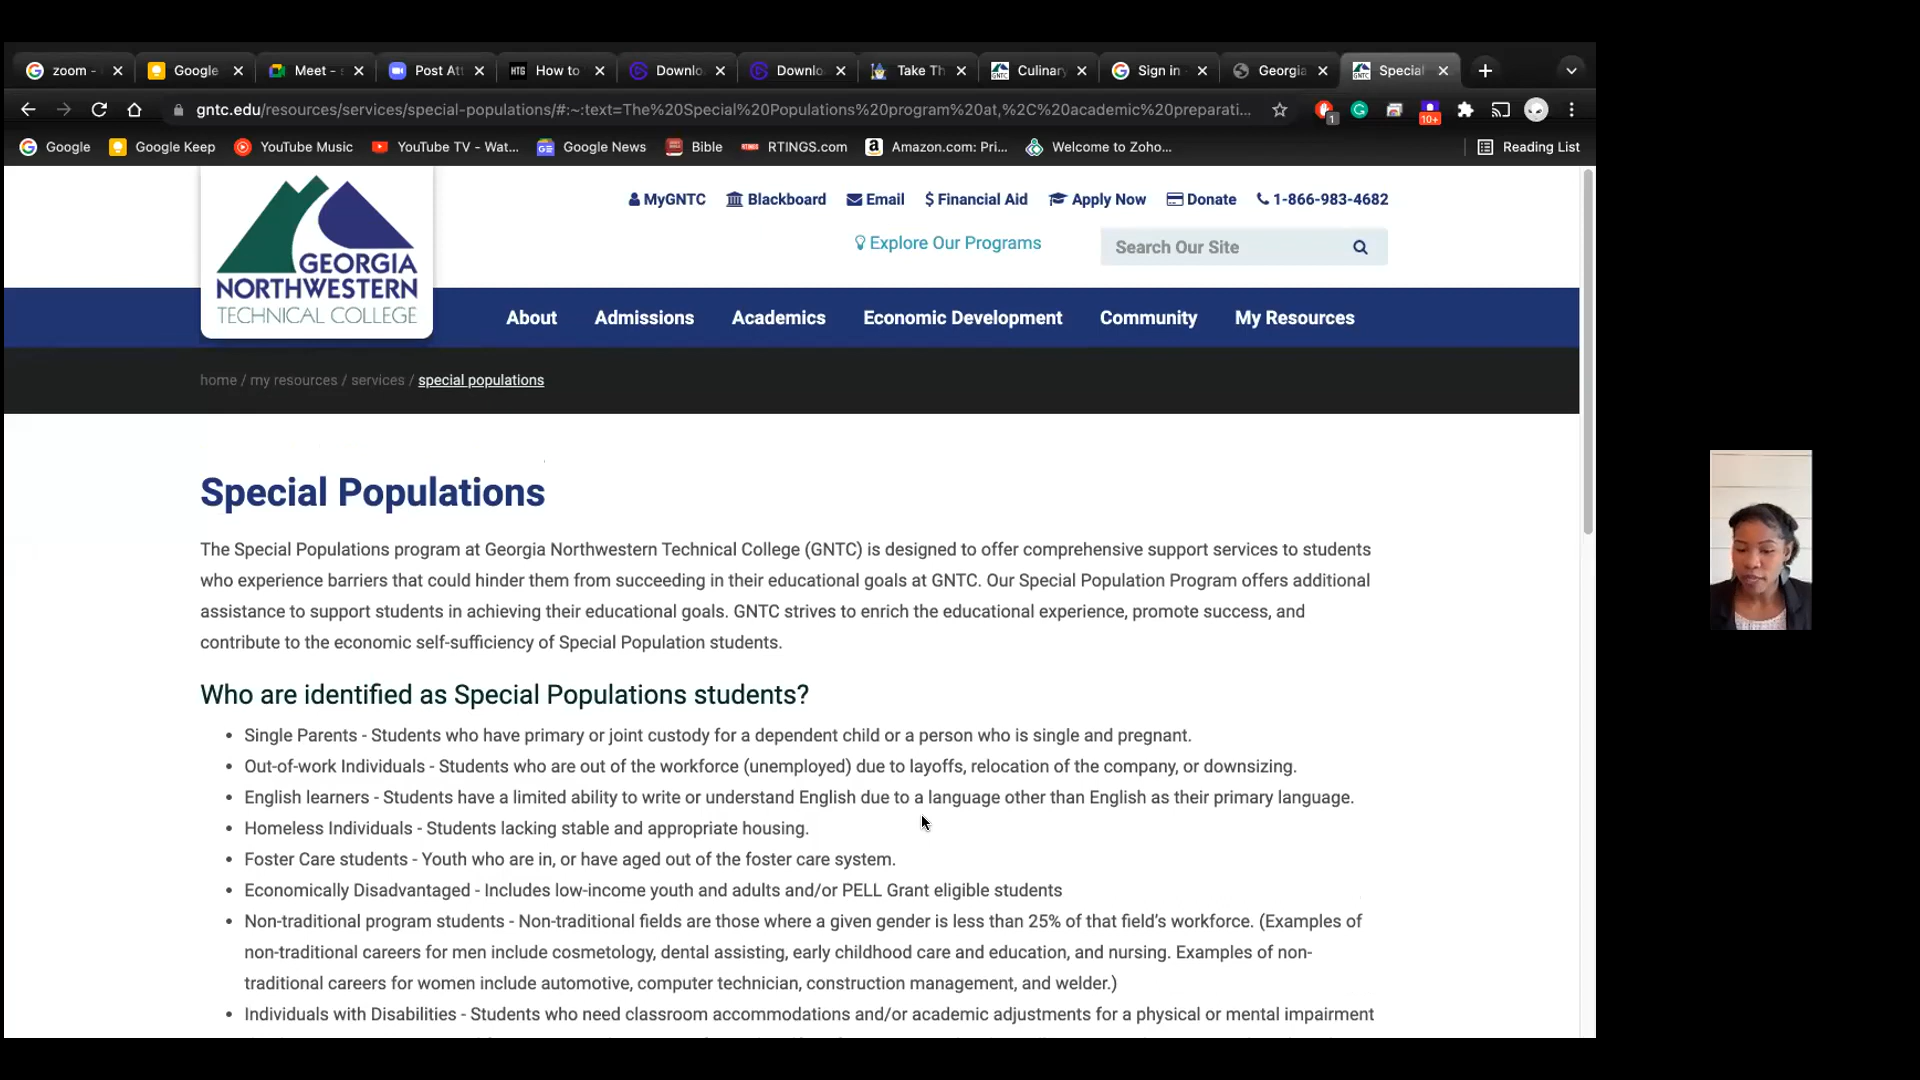 zoom -
Google
Meet -
Post Att
How to
Downlo
Downlo
Take Th
Culinary
Sign in
Georgia
Special
gntc.edu/resources/services/special-populations/#:~:text=The%20Special%20Populations%20program%20at,%2C%20academic%20preparati...
1
10+
Google
Google Keep
YouTube Music
YouTube TV - Wat...
Google News
Bible
RTINGS.com
Amazon.com: Pri...
Welcome to Zoho...
Reading List
GEORGIA
NORTHWESTERN
TECHNICAL COLLEGE
MyGNTC Blackboard Email $ Financial Aid Apply Now Donate 1-866-983-4682
Explore Our Programs
Search Our Site
About Admissions Academics Economic Development Community My Resources
home / my resources / services / special populations
Special Populations
The Special Populations program at Georgia Northwestern Technical College (GNTC) is designed to offer comprehensive support services to students
who experience barriers that could hinder them from succeeding in their educational goals at GNTC. Our Special Population Program offers additional
assistance to support students in achieving their educational goals. GNTC strives to enrich the educational experience, promote success, and
contribute to the economic self-sufficiency of Special Population students.
Who are identified as Special Populations students?
• Single Parents - Students who have primary or joint custody for a dependent child or a person who is single and pregnant.
• Out-of-work Individuals - Students who are out of the workforce (unemployed) due to layoffs, relocation of the company, or downsizing.
• English learners - Students have a limited ability to write or understand English due to a language other than English as their primary language.
• Homeless Individuals - Students lacking stable and appropriate housing.
• Foster Care students - Youth who are in, or have aged out of the foster care system.
• Economically Disadvantaged - Includes low-income youth and adults and/or PELL Grant eligible students
• Non-traditional program students - Non-traditional fields are those where a given gender is less than 25% of that field's workforce. (Examples of
non-traditional careers for men include cosmetology, dental assisting, early childhood care and education, and nursing. Examples of non-
traditional careers for women include automotive, computer technician, construction management, and welder.)
• Individuals with Disabilities - Students who need classroom accommodations and/or academic adjustments for a physical or mental impairment